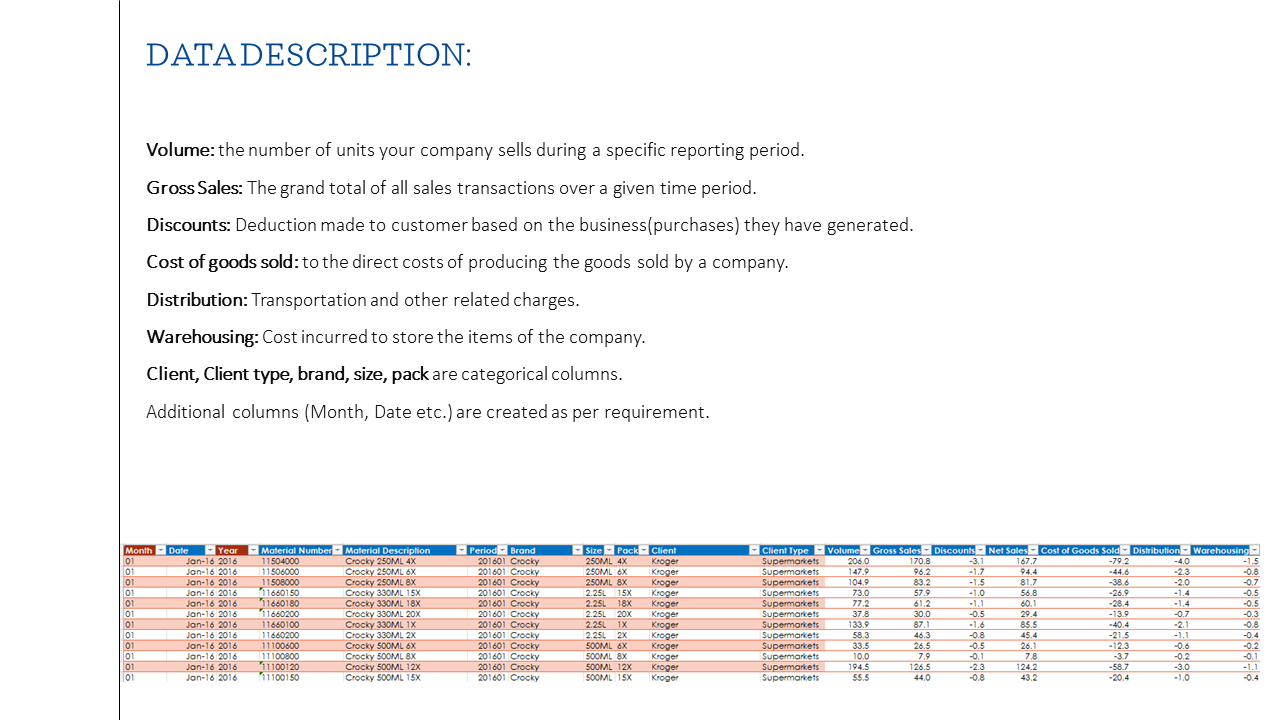 DATA DESCRIPTION:
Volume: the number of units your company sells during a specific reporting period.
Gross Sales: The grand total of all sales transactions over a given time period.
Discounts: Deduction made to customer based on the business(purchases) they have generated.
Cost of goods sold: to the direct costs of producing the goods sold by a company.
Distribution: Transportation and other related charges.
Warehousing: Cost incurred to store the items of the company.
Client, Client type, brand, size, pack are categorical columns.
Additional columns (Month, Date etc.) are created as per requirement.
Month Date Year Material Number Material Description Period Brand Size Pack Client Client Type Volume Gross Sales Discounts Net Sales Cost of Goods Sold Distribution Warehousing
01 Jan-16 2016 11504000 Crocky 250ML 4X 201601 Crocky 250ML 4X Kroger Supermarkets 206.0 170.8 -3.1 167.7 -79.2 -4.0 -1.5
01 Jan-16 2016 11506000 Crocky 250ML 6X 201601 Crocky 250ML 6X Kroger Supermarkets 147.9 96.2 -1.7 94.4 -44.6 -2.3 -0.8
01 Jan-16 2016 11508000 Crocky 250ML 8X 201601 Crocky 250ML 8X Kroger Supermarkets 104.9 83.2 -1.5 81.7 -38.6 -2.0 -0.7
01 Jan-16 2016 11660150 Crocky 330ML 15X 201601 Crocky 2.25L 15X Kroger Supermarkets 73.0 57.9 -1.0 56.8 -26.9 -1.4 -0.5
01 Jan-16 2016 11660180 Crocky 330ML 18X 201601 Crocky 2.25L 18X Kroger Supermarkets 77.2 61.2 -1.1 60.1 -28.4 -1.4 -0.5
01 Jan-16 2016 11660200 Crocky 330ML 20X 201601 Crocky 2.25L 20X Kroger Supermarkets 37.8 30.0 -0.5 29.4 -13.9 -0.7 -0.3
01 Jan-16 2016 11660100 Crocky 330ML 1X 201601 Crocky 2.25L 1X Kroger Supermarkets 133.9 87.1 -1.6 85.5 -40.4 -2.1 -0.8
01 Jan-16 2016 11660200 Crocky 330ML 2X 201601 Crocky 2.25L 2X Kroger Supermarkets 58.3 46.3 -0.8 45.4 -21.5 -1.1 -0.4
01 Jan-16 2016 11100600 Crocky 500ML 6X 201601 Crocky 500ML 6X Kroger Supermarkets 33.5 26.5 -0.5 26.1 -12.3 -0.6 -0.2
01 Jan-16 2016 11100800 Crocky 500ML 8X 201601 Crocky 500ML 8X Kroger Supermarkets 10.0 7.9 -0.1 7.8 -3.7 -0.2 -0.1
01 Jan-16 2016 11100120 Crocky 500ML 12X 201601 Crocky 500ML 12X Kroger Supermarkets 194.5 126.5 -2.3 124.2 -58.7 -3.0 -1.1
01 Jan-16 2016 11100150 Crocky 500ML 15X 201601 Crocky 500ML 15X Kroger Supermarkets 55.5 44.0 -0.8 43.2 -20.4 -1.0 -0.4